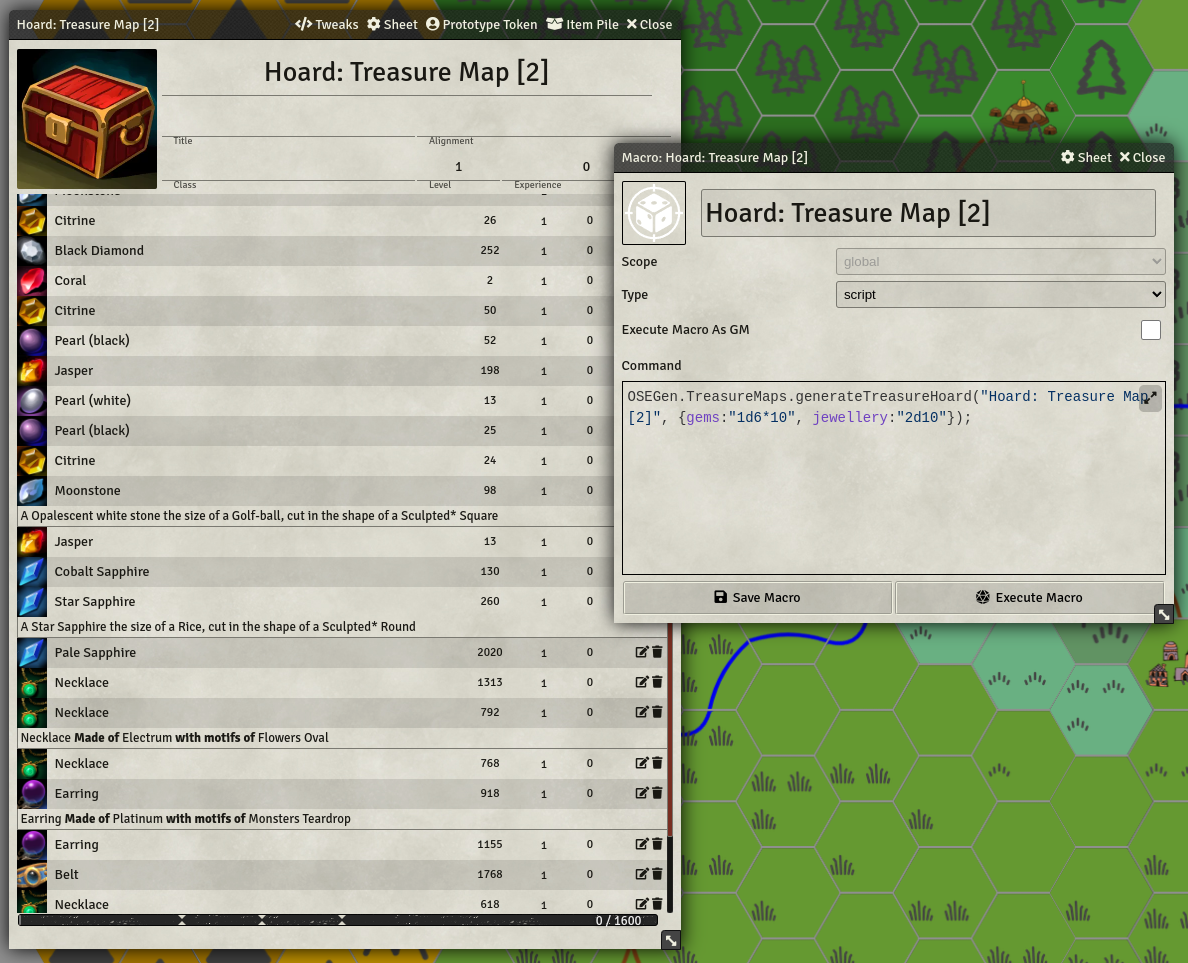 Hoard: Treasure Map [2]
Tweaks Sheet Prototype Token Item Pile Close
Hoard: Treasure Map [2]
Title Alignment
1 0
Class Level Experience
Moonstone
Citrine 26 1 0
Black Diamond 252 1 0
Coral 2 1 0
Citrine 50 1 0
Pearl (black) 52 1 0
Jasper 198 1 0
Pearl (white) 13 1 0
Pearl (black) 25 1 0
Citrine 24 1 0
Moonstone 98 1 0
A Opalescent white stone the size of a Golf-ball, cut in the shape of a Sculpted* Square
Jasper 13 1 0
Cobalt Sapphire 130 1 0
Star Sapphire 260 1 0
A Star Sapphire the size of a Rice, cut in the shape of a Sculpted* Round
Pale Sapphire 2020 1 0
Necklace 1313 1 0
Necklace 792 1 0
Necklace Made of Electrum with motifs of Flowers Oval
Necklace 768 1 0
Earring 918 1 0
Earring Made of Platinum with motifs of Monsters Teardrop
Earring 1155 1 0
Belt 1768 1 0
Necklace 618 1 0
0 / 1600
Macro: Hoard: Treasure Map [2]
Sheet Close
Hoard: Treasure Map [2]
Scope global
Type script
Execute Macro As GM
Command
OSEGen.TreasureMaps.generateTreasureHoard("Hoard: Treasure Map
[2]", {gems:"1d6*10", jewellery:"2d10"});
Save Macro Execute Macro